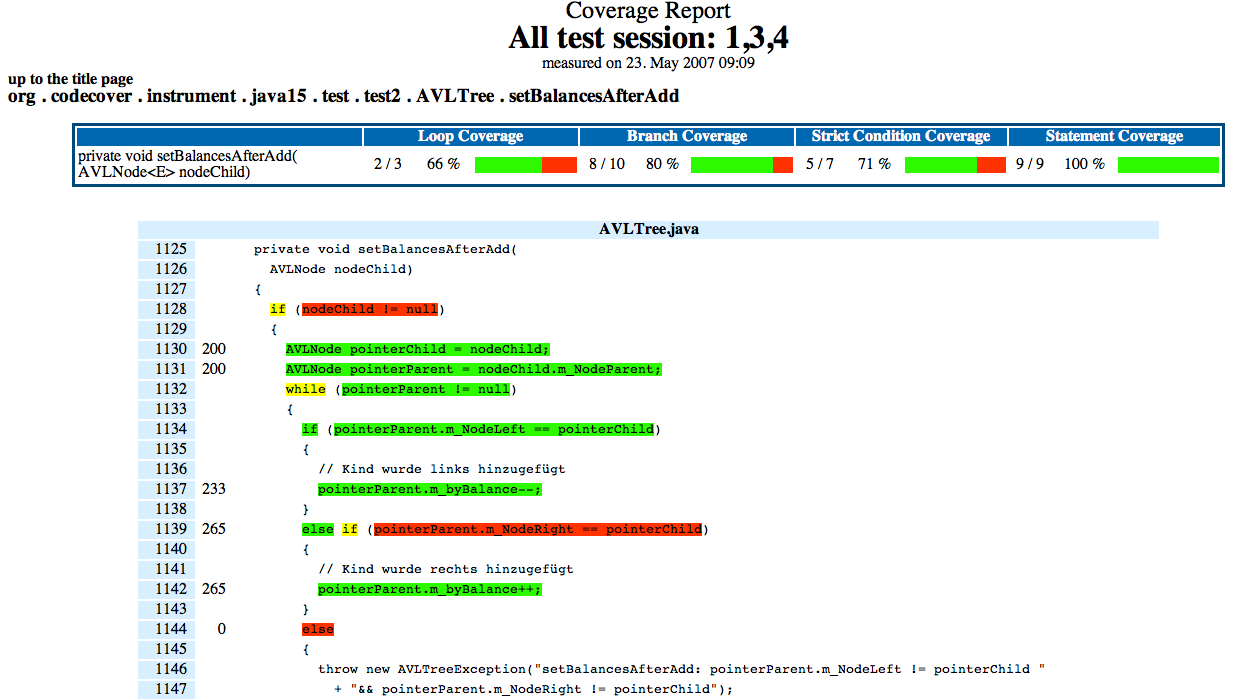 Coverage Report
All test session: 1,3,4
measured on 23. May 2007 09:09
up to the title page
org . codecover . instrument . java15 . test . test2 . AVLTree . setBalancesAfterAdd
Loop Coverage Branch Coverage Strict Condition Coverage Statement Coverage
private void setBalancesAfterAdd(
AVLNode<E> nodeChild) 2 / 3 66 % 8 / 10 80 % 5 / 7 71 % 9 / 9 100 %
AVLTree.java
1125 private void setBalancesAfterAdd(
1126 AVLNode nodeChild)
1127 {
1128 if (nodeChild != null)
1129 {
1130 200 AVLNode pointerChild = nodeChild;
1131 200 AVLNode pointerParent = nodeChild.m_NodeParent;
1132 while (pointerParent != null)
1133 {
1134 if (pointerParent.m_NodeLeft == pointerChild)
1135 {
1136 // Kind wurde links hinzugefügt
1137 233 pointerParent.m_byBalance--;
1138 }
1139 265 else if (pointerParent.m_NodeRight == pointerChild)
1140 {
1141 // Kind wurde rechts hinzugefügt
1142 265 pointerParent.m_byBalance++;
1143 }
1144 0 else
1145 {
1146 throw new AVLTreeException("setBalancesAfterAdd: pointerParent.m_NodeLeft != pointerChild "
1147 + "&& pointerParent.m_NodeRight != pointerChild");